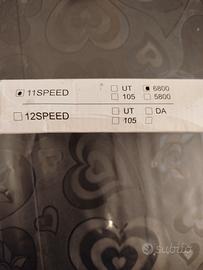 11SPEED UT 6800
105 5800
12SPEED UT DA
105
subito